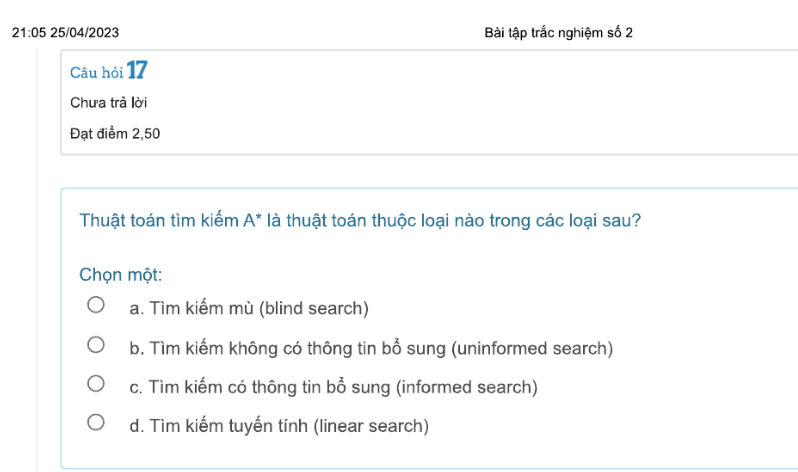 21:05 25/04/2023 Bài tập trắc nghiệm số 2
Câu hỏi 17
Chưa trả lời
Đạt điểm 2,50
Thuật toán tìm kiếm A* là thuật toán thuộc loại nào trong các loại sau?
Chọn một:
a. Tìm kiếm mù (blind search)
b. Tìm kiếm không có thông tin bổ sung (uninformed search)
c. Tìm kiếm có thông tin bổ sung (informed search)
d. Tìm kiếm tuyến tính (linear search)